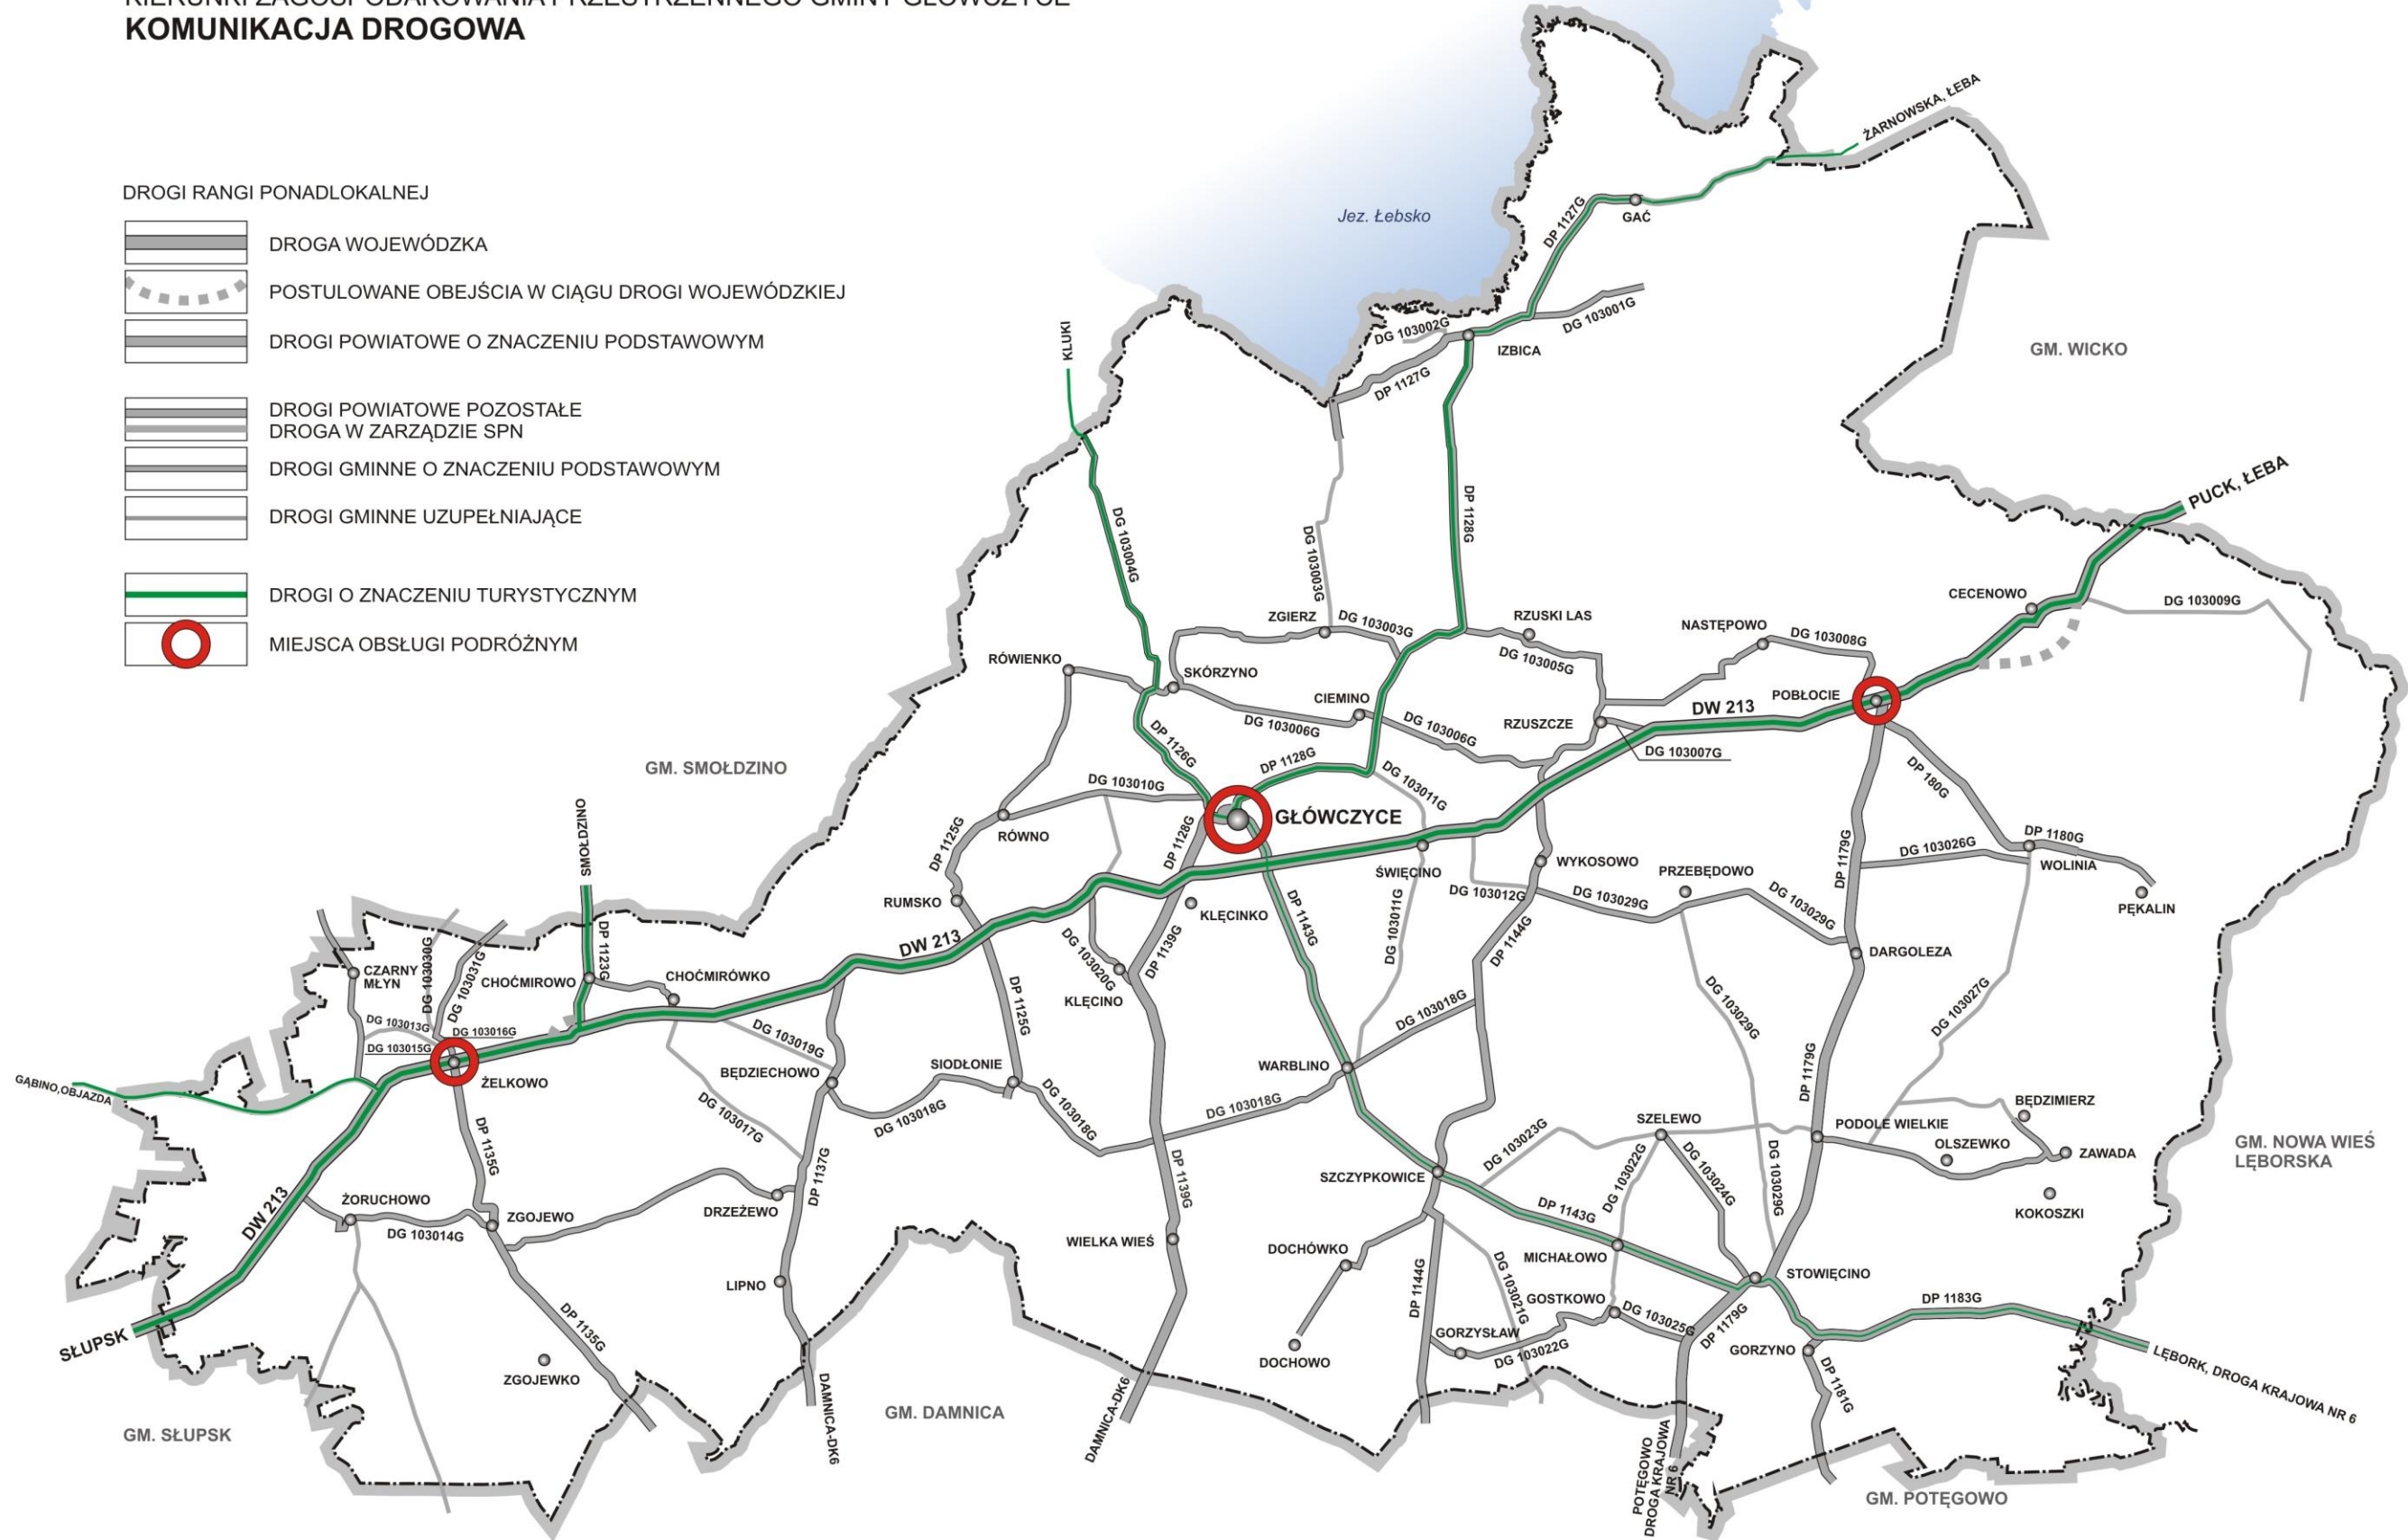 KIERUNKI ZAGOSPODAROWANIA PRZESTRZENNEGO GMINY GŁÓWCZYCE
KOMUNIKACJA DROGOWA
DROGI RANGI PONADLOKALNEJ
DROGA WOJEWÓDZKA
POSTULOWANE OBEJŚCIA W CIĄGU DROGI WOJEWÓDZKIEJ
DROGI POWIATOWE O ZNACZENIU PODSTAWOWYM
DROGI POWIATOWE POZOSTAŁE
DROGA W ZARZĄDZIE SPN
DROGI GMINNE O ZNACZENIU PODSTAWOWYM
DROGI GMINNE UZUPEŁNIAJĄCE
DROGI O ZNACZENIU TURYSTYCZNYM
MIEJSCA OBSŁUGI PODRÓŻNYM
ŻARNOWSKA, ŁEBA
Jez. Łebsko
DP 1127G
GAĆ
DG 103001G
DG 103002G
IZBICA
DP 1127G
KLUKI
GM. WICKO
PUCK, ŁEBA
DG 103004G
DG 103003G
DP 1128G
ZGIERZ
DG 103003G
RZUSKI LAS
DG 103005G
NASTĘPOWO
DG 103008G
CECENOWO
DG 103009G
RÓWIENKO
SKÓRZYNO
CIEMINO
DG 103006G
DG 103006G
RZUSZCZE
DW 213
POBŁOCIE
DG 103007G
DP 1126G
DP 1128G
DG 103011G
DP 180G
GM. SMOŁDZINO
DG 103010G
GŁÓWCZYCE
RÓWNO
DP 1125G
DP 1128G
SMOŁDZINO
ŚWIĘCINO
WYKOSOWO
PRZEBĘDOWO
DP 1179G
DG 103026G
DP 1180G
WOLINIA
PĘKALIN
RUMSKO
KLĘCINKO
DP 1143G
DG 103011G
DG 103012G
DG 103029G
DG 103029G
DP 1144G
DARGOLEZA
DW 213
DG 103020G
DP 1139G
KLĘCINO
CZARNY
MŁYN
DG 103030G
DG 103031G
CHOĆMIROWO
DP 1123G
CHOĆMIRÓWKO
DP 1125G
DG 103018G
DG 103029G
DG 103027G
DG 103013G
DG 103016G
DG 103015G
ŻELKOWO
GĄBINO,OBJAZDA
DG 103019G
BĘDZIECHOWO
SIODŁONIE
WARBLINO
DG 103018G
DG 103018G
DG 103018G
DG 103017G
DP 1179G
DP 1135G
DP 1137G
DP 1139G
SZCZYPKOWICE
DG 103023G
SZELEWO
DG 103022G
DG 103024G
DG 103029G
PODOLE WIELKIE
BĘDZIMIERZ
OLSZEWKO
ZAWADA
KOKOSZKI
GM. NOWA WIEŚ
LĘBORSKA
DW 213
ŻORUCHOWO
DG 103014G
ZGOJEWO
DRZEŻEWO
WIELKA WIEŚ
DOCHÓWKO
DP 1143G
MICHAŁOWO
STOWIĘCINO
DP 1144G
DG 103021G
LIPNO
GOSTKOWO
DG 103025G
DP 1179G
DP 1183G
SŁUPSK
DP 1135G
ZGOJEWKO
DOCHOWO
GORZYSŁAW
DG 103022G
GORZYNO
DP 1181G
LĘBORK, DROGA KRAJOWA NR 6
DAMNICA-DK6
DAMNICA-DK6
GM. SŁUPSK
GM. DAMNICA
POTĘGOWO
DROGA KRAJOWA
NR 6
GM. POTĘGOWO